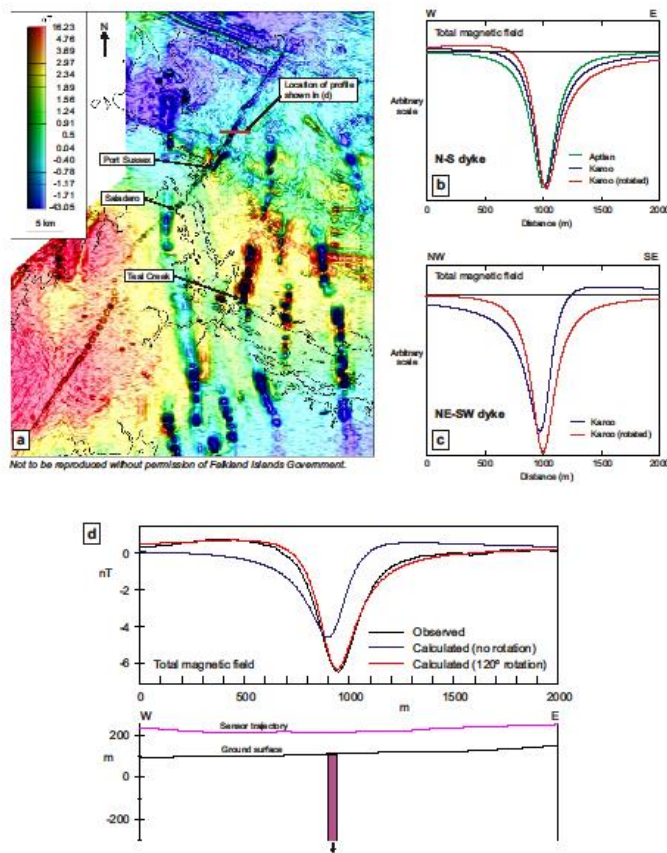 nT
16.23
4.76
2.97
2.34
1.91
1.56
1.24
0.91
0.5
0.04
-0.40
-0.78
-1.17
-1.71
-43.05
5 km
N
Location of profile
shown in (d)
Port Sussex
Saladero
Teal Creek
a
Not to be reproduced without permission of Falkland Islands Government.
W
E
Total magnetic field
Arbitrary
scale
N-S dyke
b
Aptian
Karoo
Karoo (rotated)
0
500
1000
1500
2000
Distance (m)
NW
SE
Total magnetic field
Arbitrary
scale
NE-SW dyke
c
Karoo
Karoo (rotated)
0
500
1000
1500
2000
Distance (m)
d
0
nT
-2
-4
-6
Total magnetic field
Observed
Calculated (no rotation)
Calculated (120º rotation)
0
500
1000
1500
2000
m
W
E
Sensor trajectory
200
Ground surface
m
0
-200